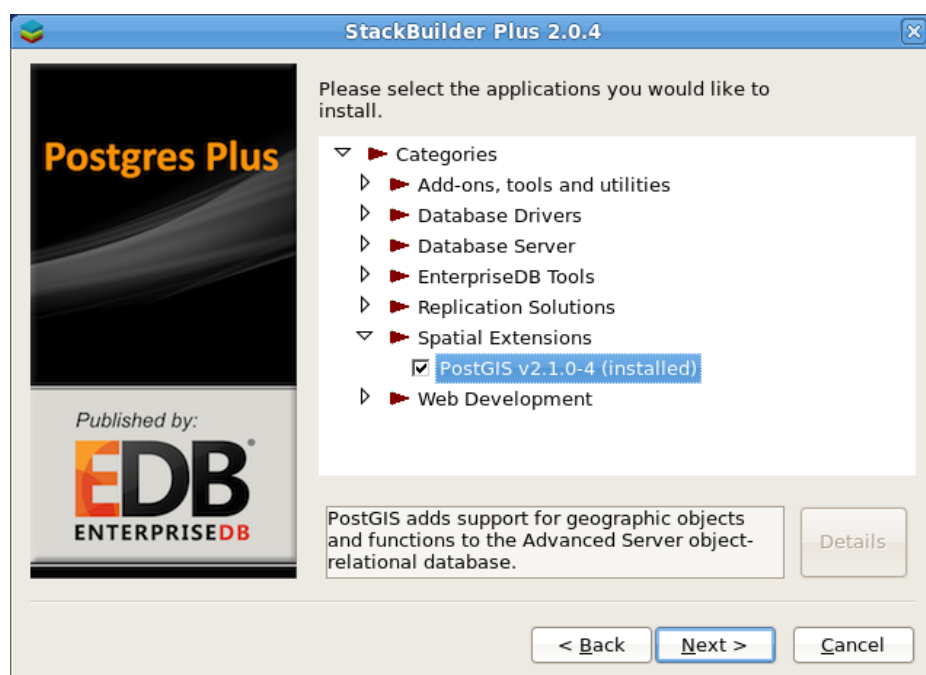 StackBuilder Plus 2.0.4
Postgres Plus
Published by:
EDB®
ENTERPRISEDB
Please select the applications you would like to
install.
Categories
Add-ons, tools and utilities
Database Drivers
Database Server
EnterpriseDB Tools
Replication Solutions
Spatial Extensions
PostGIS v2.1.0-4 (installed)
Web Development
PostGIS adds support for geographic objects
and functions to the Advanced Server object-
relational database.
Details
< Back
Next >
Cancel